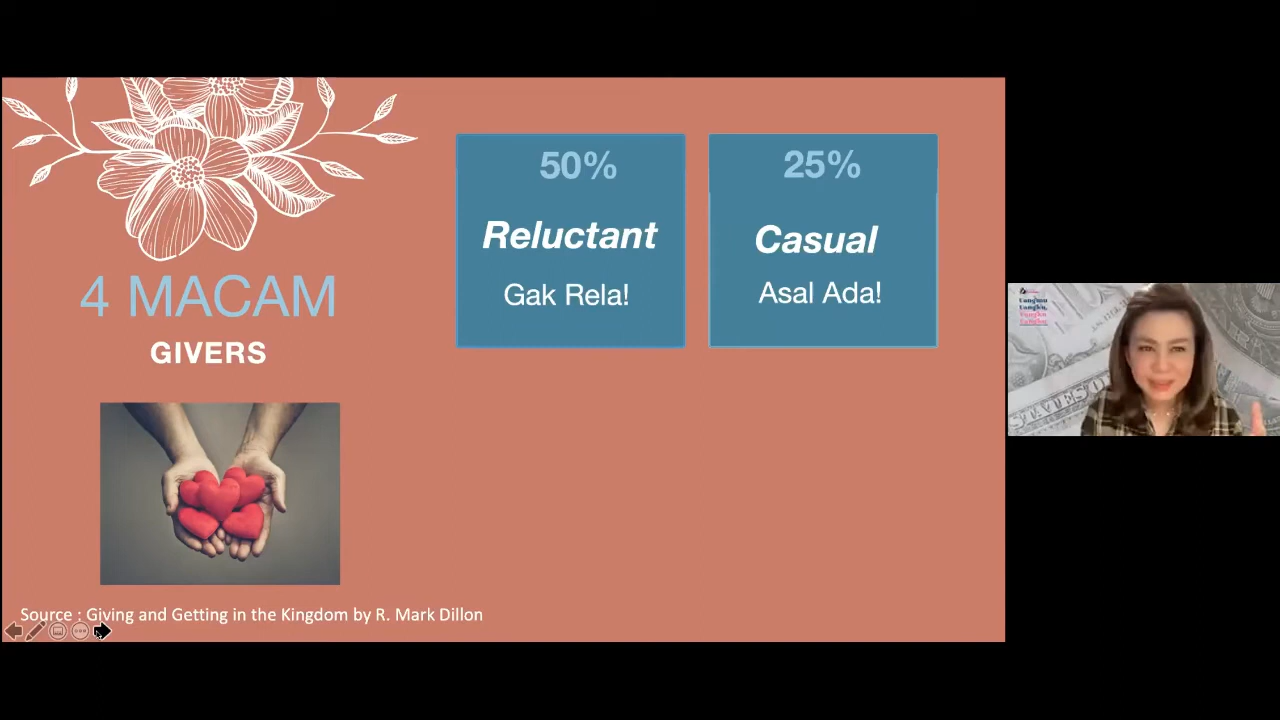 4 MACAM
GIVERS
50%
Reluctant
Gak Rela!
25%
Casual
Asal Ada!
Source : Giving and Getting in the Kingdom by R. Mark Dillon
STATES O